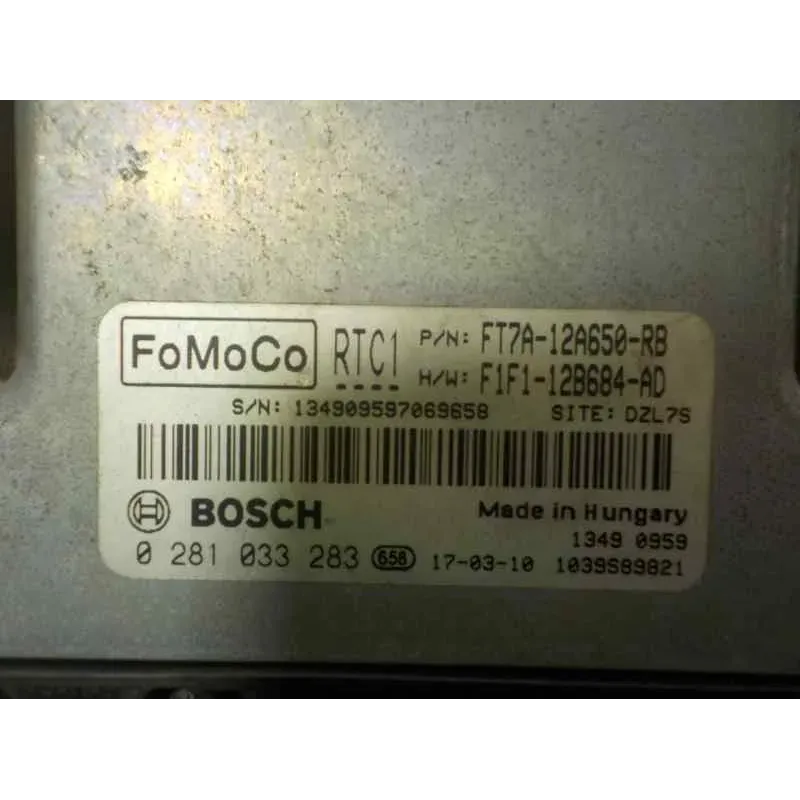 FoMoCo RTC1 P/N: FT7A-12A650-RB
H/W: F1F1-12B684-AD
S/N: 134909597069658 SITE: DZL7S
BOSCH Made in Hungary
1349 0959
0 281 033 283 658 17-03-10 1039S89821